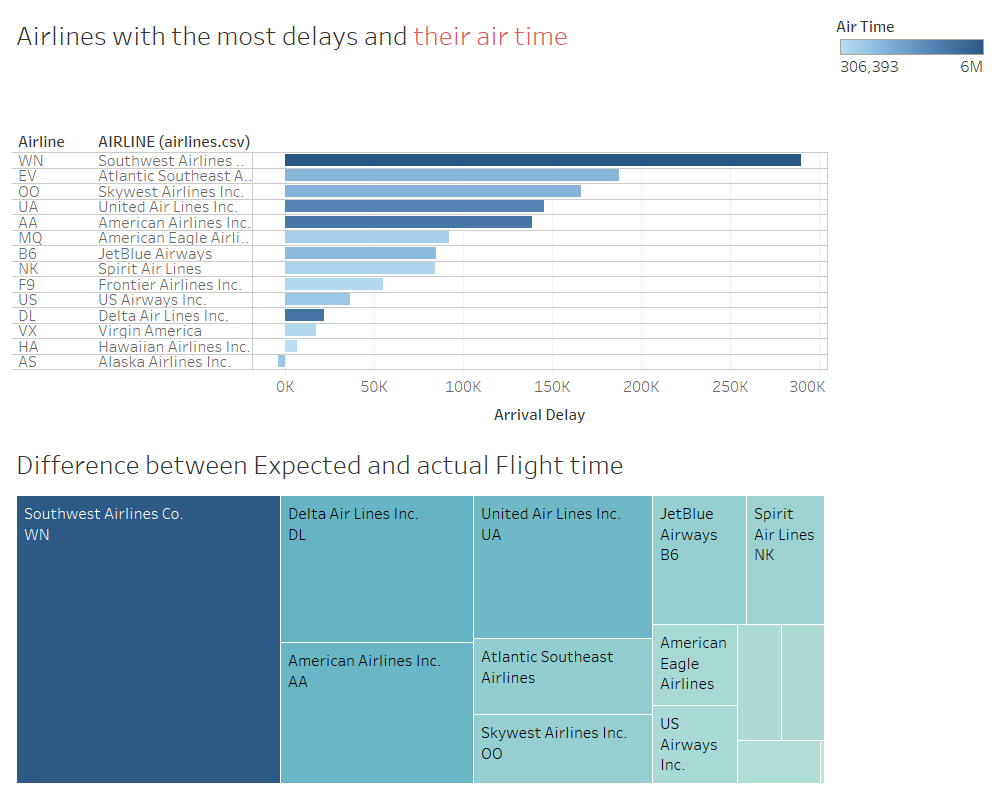 Airlines with the most delays and their air time
Air Time
306,393 6M
Airline AIRLINE (airlines.csv)
WN Southwest Airlines ..
EV Atlantic Southeast A..
OO Skywest Airlines Inc.
UA United Air Lines Inc.
AA American Airlines Inc.
MQ American Eagle Airli..
B6 JetBlue Airways
NK Spirit Air Lines
F9 Frontier Airlines Inc.
US US Airways Inc.
DL Delta Air Lines Inc.
VX Virgin America
HA Hawaiian Airlines Inc.
AS Alaska Airlines Inc.
0K 50K 100K 150K 200K 250K 300K
Arrival Delay
Difference between Expected and actual Flight time
Southwest Airlines Co.
WN
Delta Air Lines Inc.
DL
American Airlines Inc.
AA
United Air Lines Inc.
UA
Atlantic Southeast
Airlines
Skywest Airlines Inc.
OO
JetBlue
Airways
B6
Spirit
Air Lines
NK
American
Eagle
Airlines
US
Airways
Inc.